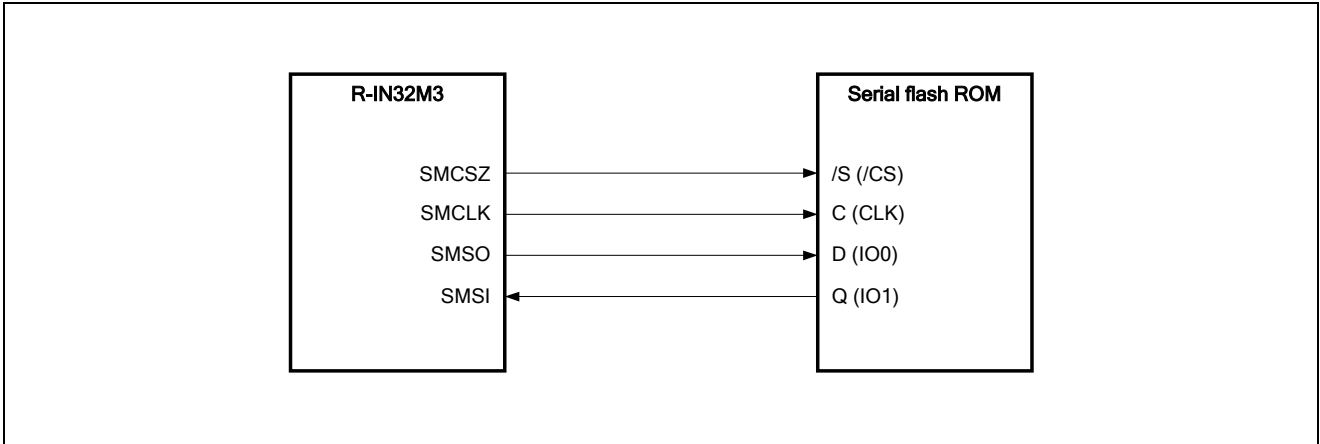 R-IN32M3
SMCSZ
SMCLK
SMSO
SMSI
Serial flash ROM
/S (/CS)
C (CLK)
D (IO0)
Q (IO1)